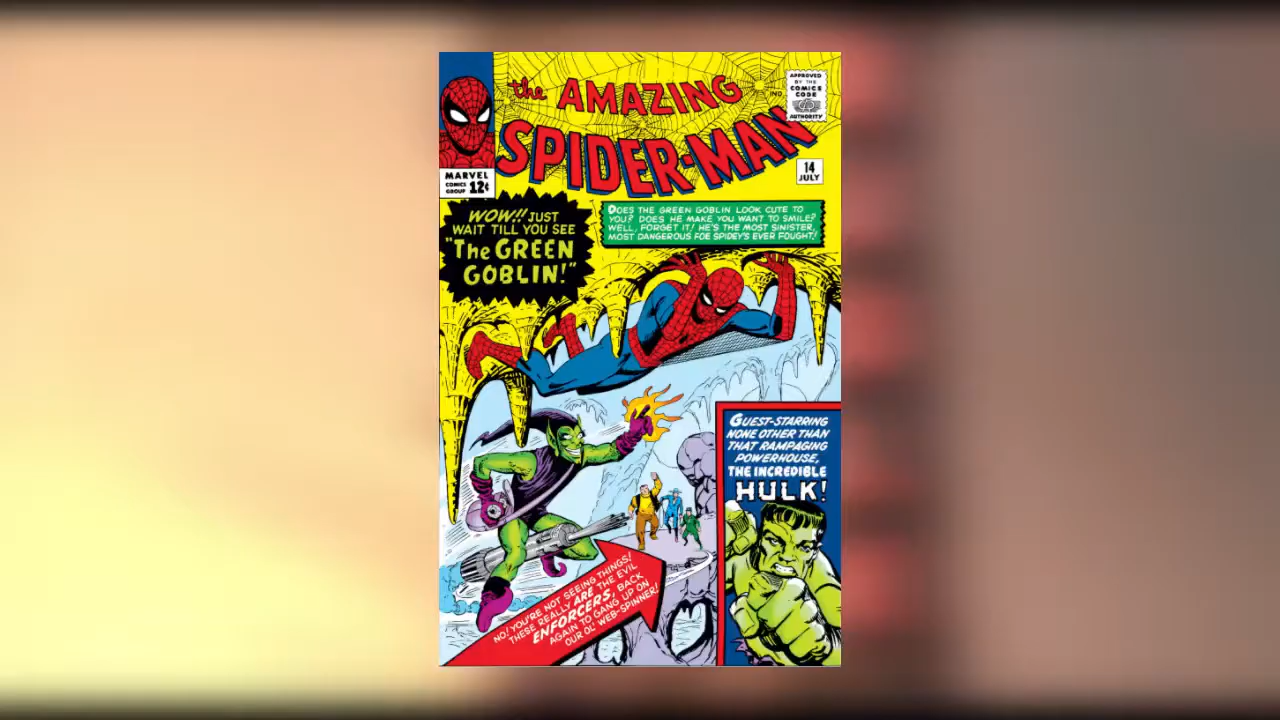 the AMAZING
SPIDER-MAN
IND.
APPROVED
BY THE
COMICS
CODE
AUTHORITY
MARVEL
COMICS
GROUP
12¢
14
JULY
WOW!! JUST
WAIT TILL YOU SEE
"The GREEN
GOBLIN!"
DOES THE GREEN GOBLIN LOOK CUTE TO
YOU? DOES HE MAKE YOU WANT TO SMILE?
WELL, FORGET IT! HE'S THE MOST SINISTER,
MOST DANGEROUS FOE SPIDEY'S EVER FOUGHT!
GUEST-STARRING
NONE OTHER THAN
THAT RAMPAGING
POWERHOUSE,
THE INCREDIBLE
HULK!
NO! YOU'RE NOT SEEING THINGS!
THESE REALLY ARE THE EVIL
ENFORCERS, BACK
AGAIN TO GANG UP ON
OUR OL' WEB-SPINNER!